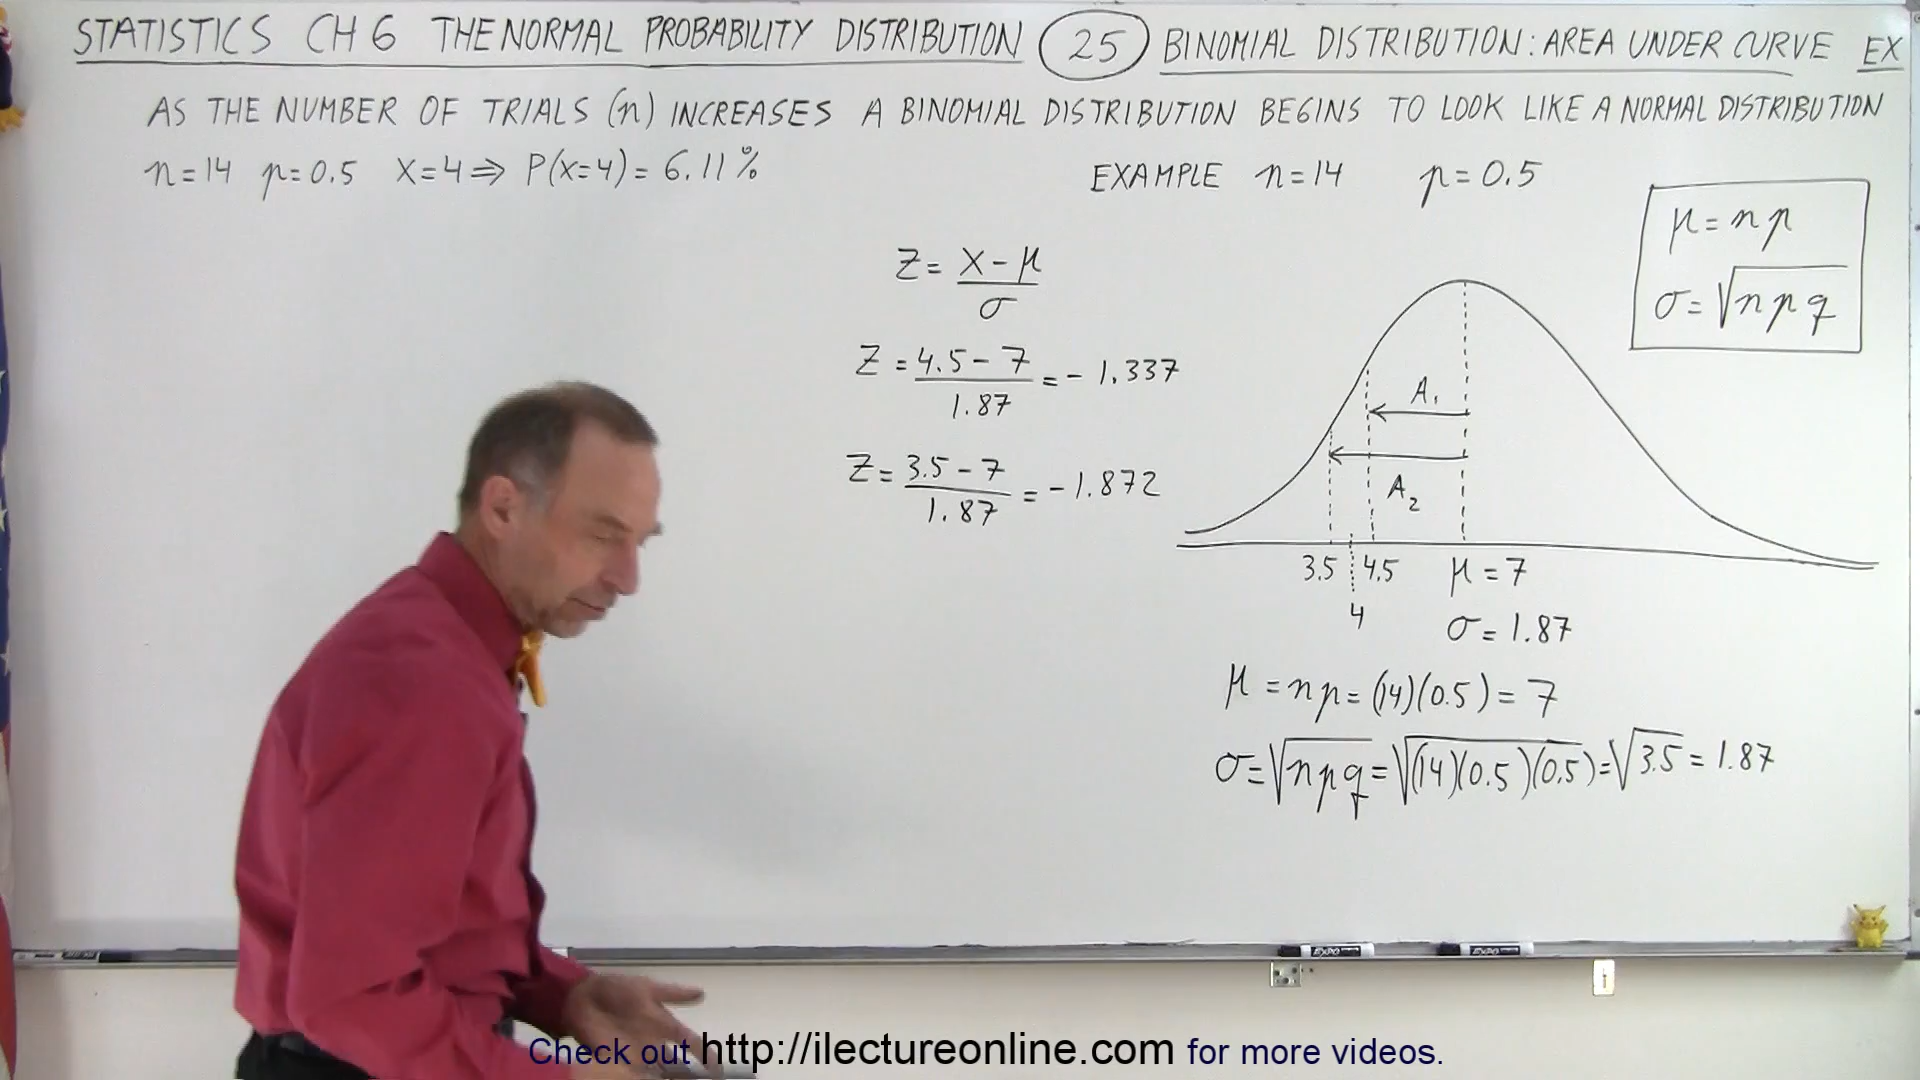 STATISTICS CH 6 THE NORMAL PROBABILITY DISTRIBUTION 25 BINOMIAL DISTRIBUTION: AREA UNDER CURVE EX
AS THE NUMBER OF TRIALS (n) INCREASES A BINOMIAL DISTRIBUTION BEGINS TO LOOK LIKE A NORMAL DISTRIBUTION
n=14 p=0.5 X=4 ⇒ P(X=4) = 6.11%
EXAMPLE n=14 p=0.5
μ = np
σ = √npq
Z = (X - μ)/σ
Z = (4.5 - 7)/1.87 = -1.337
Z = (3.5 - 7)/1.87 = -1.872
A₁
A₂
3.5 4.5 μ = 7
4 σ = 1.87
μ = np = (14)(0.5) = 7
σ = √npq = √(14)(0.5)(0.5) = √3.5 = 1.87
Check out http://ilectureonline.com for more videos.